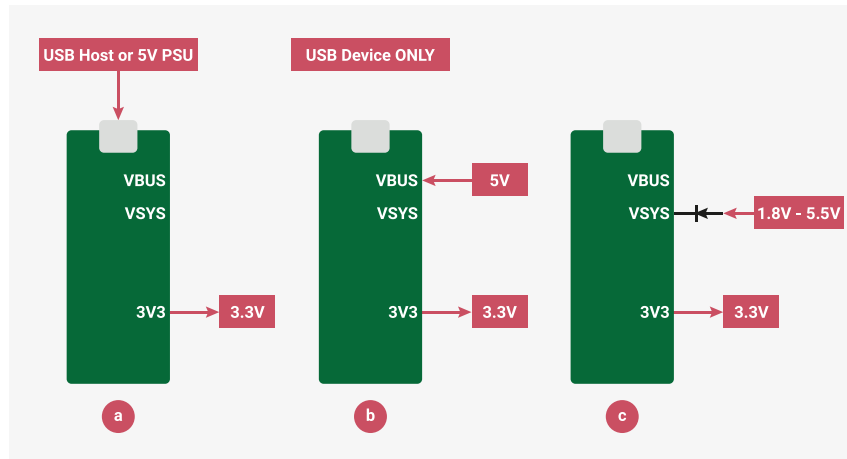 USB Host or 5V PSU
USB Device ONLY
VBUS
VSYS
3V3
3.3V
a
VBUS
5V
VSYS
3V3
3.3V
b
VBUS
VSYS
1.8V - 5.5V
3V3
3.3V
c